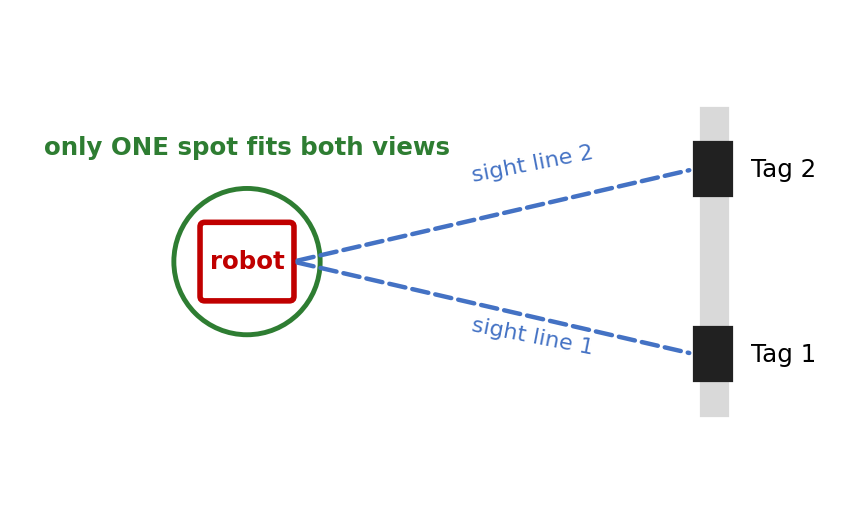 only ONE spot fits both views
sight line 2
Tag 2
robot
sight line 1
Tag 1